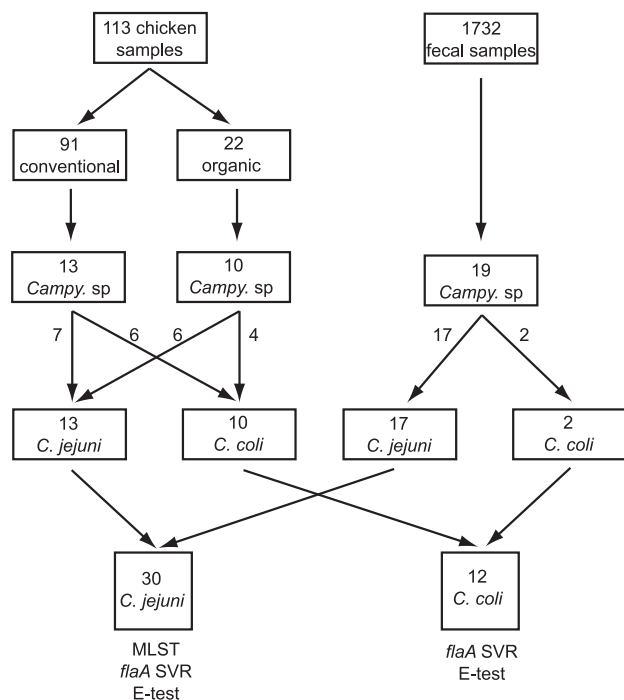 113 chicken
samples
1732
fecal samples
91
conventional
22
organic
13
Campy. sp
10
Campy. sp
19
Campy. sp
7
6
6
4
17
2
13
C. jejuni
10
C. coli
17
C. jejuni
2
C. coli
30
C. jejuni
12
C. coli
MLST
flaA SVR
E-test
flaA SVR
E-test